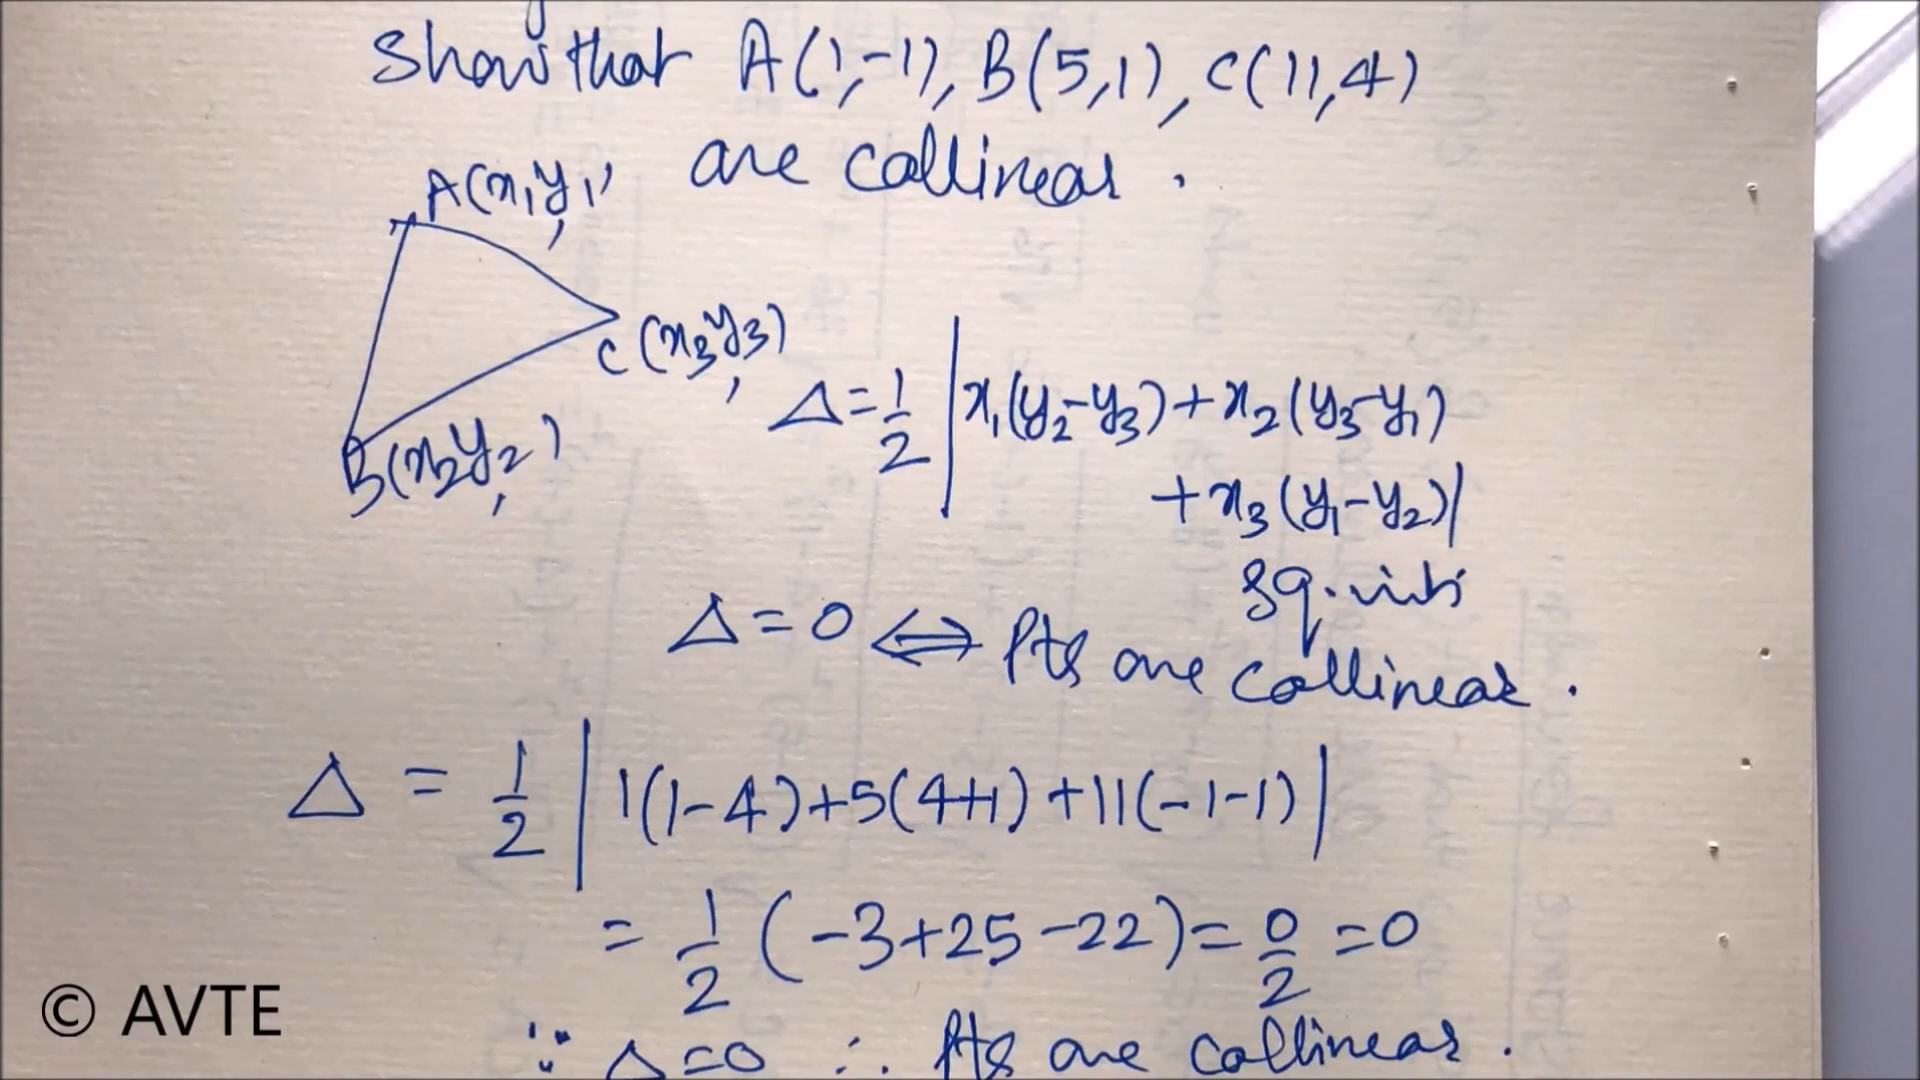 Show that A(1,-1), B(5,1), C(11,4)
are collinear.
A(x₁,y₁)
C(x₃,y₃)
B(x₂,y₂)
Δ=1/2 |x₁(y₂-y₃)+x₂(y₃-y₁)
+x₃(y₁-y₂)|
sq.units
Δ=0 ⟺ Pts are collinear.
Δ = 1/2 |1(1-4)+5(4+1)+11(-1-1)|
= 1/2 (-3+25-22)=0/2=0
∵ Δ=0 ∴ Pts are collinear.
© AVTE